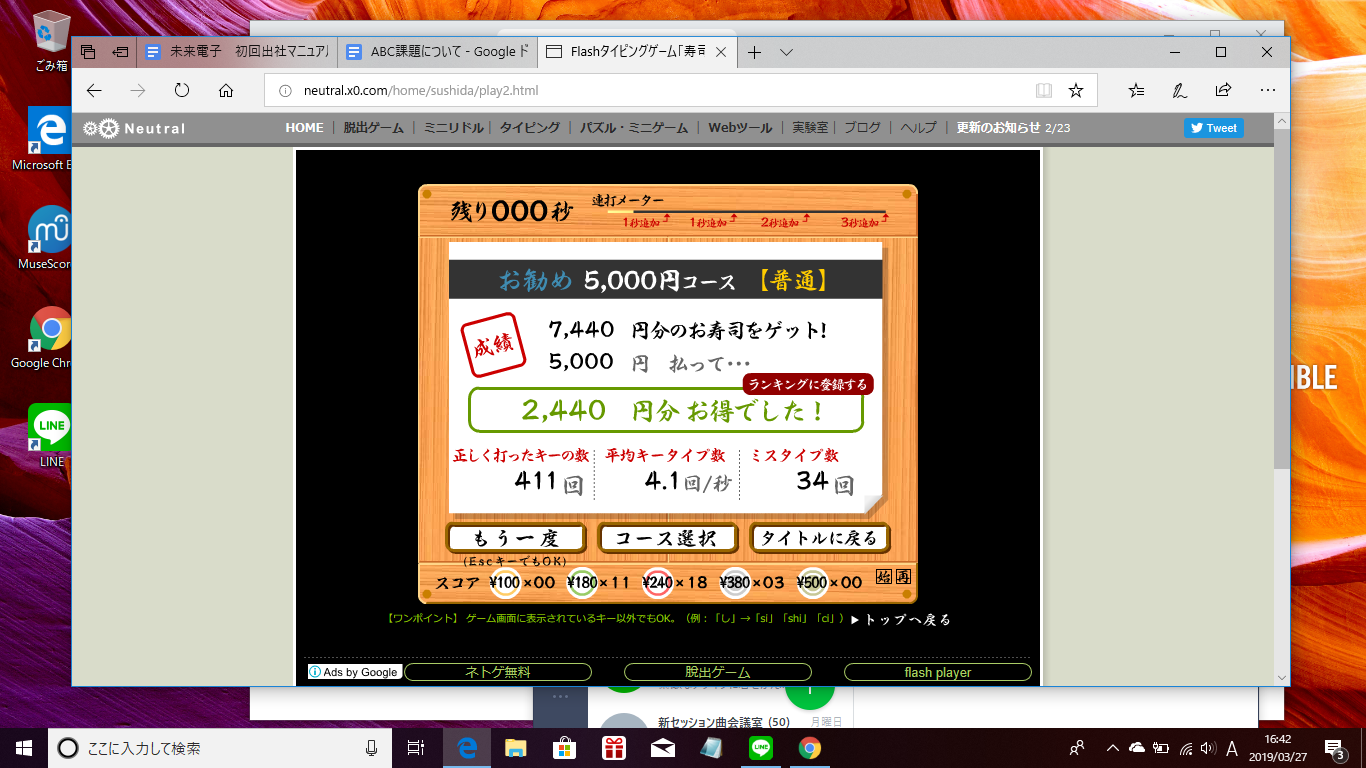 ごみ箱
Microsoft E
MuseScor
Google Chr
LINE
未来電子　初回出社マニュアル
ABC課題について - Google ド
Flashタイピングゲーム「寿司
neutral.x0.com/home/sushida/play2.html
Neutral
HOME | 脱出ゲーム | ミニリドル | タイピング | パズル・ミニゲーム | Webツール | 実験室 | ブログ | ヘルプ | 更新のお知らせ 2/23
Tweet
残り000秒
連打メーター
1秒追加 1秒追加 2秒追加 3秒追加
お勧め 5,000円コース 【普通】
成績
7,440 円分のお寿司をゲット!
5,000 円 払って･･･
ランキングに登録する
2,440 円分 お得でした！
正しく打ったキーの数 平均キータイプ数 ミスタイプ数
411回 4.1回/秒 34回
もう一度 コース選択 タイトルに戻る
(EscキーでもOK)
スコア ¥100×00 ¥180×11 ¥240×18 ¥380×03 ¥500×00 始 再
【ワンポイント】 ゲーム画面に表示されているキー以外でもOK。（例：「し」→「si」「shi」「ci」） ▶トップへ戻る
Ads by Google
ネトゲ無料
脱出ゲーム
flash player
IBLE
新セッション曲会議室 (50) 月曜日
ここに入力して検索
A
16:42
2019/03/27
3